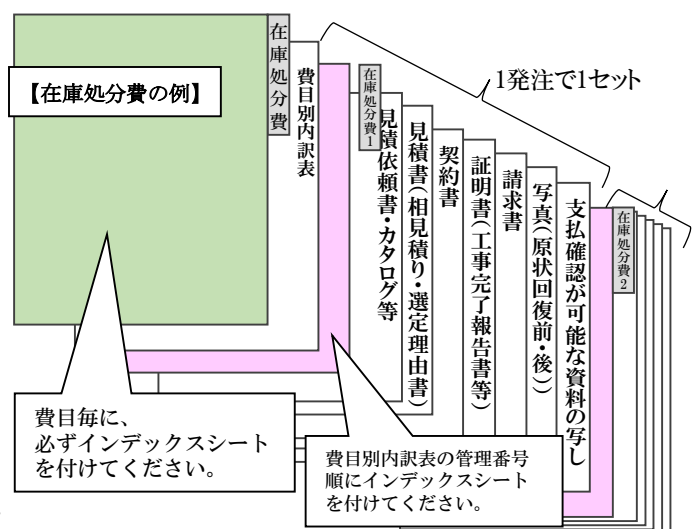 【在庫処分費の例】
在庫処分費
費目別内訳表
在庫処分費1
見積依頼書・カタログ等
見積書(相見積り・選定理由書)
契約書
証明書(工事完了報告書等)
請求書
写真(原状回復前・後))
支払確認が可能な資料の写し
在庫処分費2
1発注で1セット
費目毎に、
必ずインデックスシート
を付けてください。
費目別内訳表の管理番号
順にインデックスシート
を付けてください。